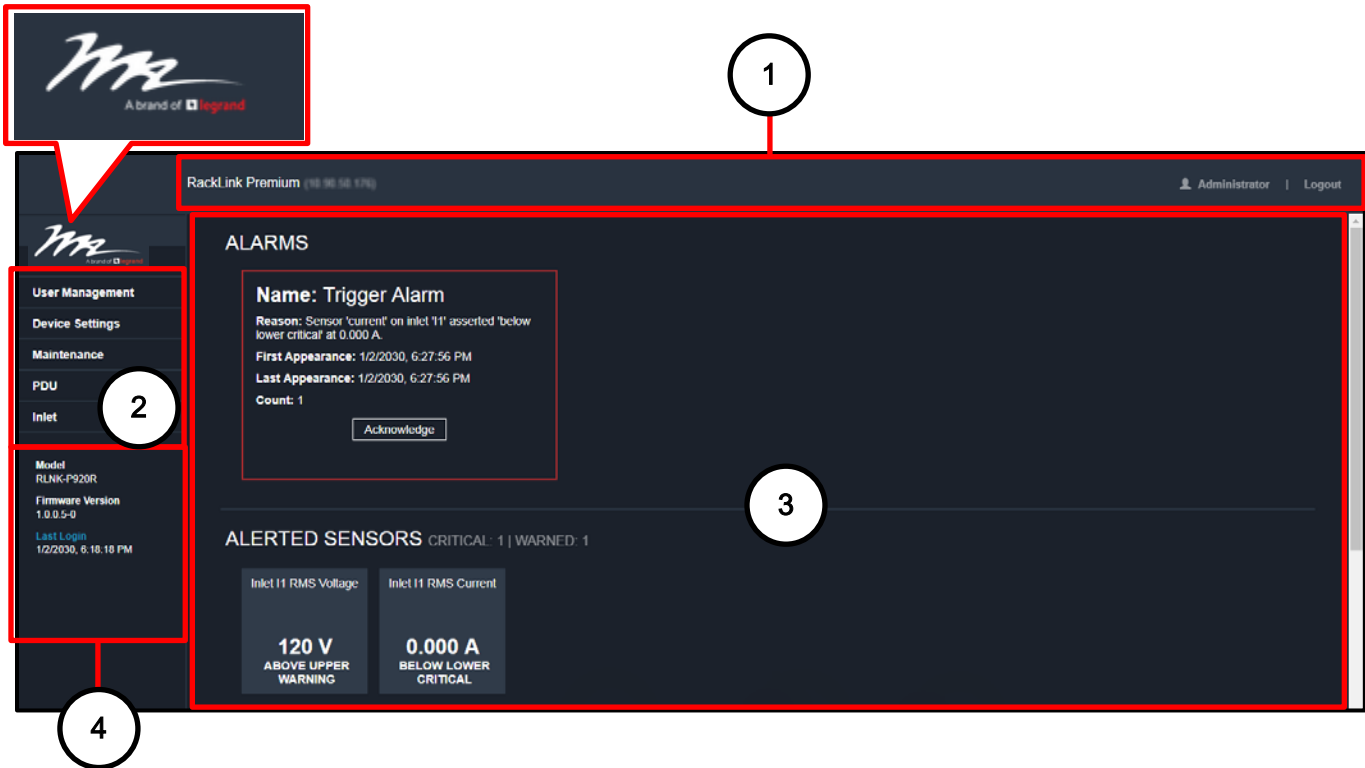 A brand of legrand
1
RackLink Premium
Administrator | Logout
A brand of legrand
User Management
Device Settings
Maintenance
PDU
Inlet
2
Model
RLNK-P920R
Firmware Version
1.0.0.5-0
Last Login
1/2/2030, 6:18:18 PM
4
ALARMS
Name: Trigger Alarm
Reason: Sensor 'current' on inlet 'I1' asserted 'below
lower critical' at 0.000 A.
First Appearance: 1/2/2030, 6:27:56 PM
Last Appearance: 1/2/2030, 6:27:56 PM
Count: 1
Acknowledge
3
ALERTED SENSORS CRITICAL: 1 | WARNED: 1
Inlet I1 RMS Voltage
120 V
ABOVE UPPER
WARNING
Inlet I1 RMS Current
0.000 A
BELOW LOWER
CRITICAL